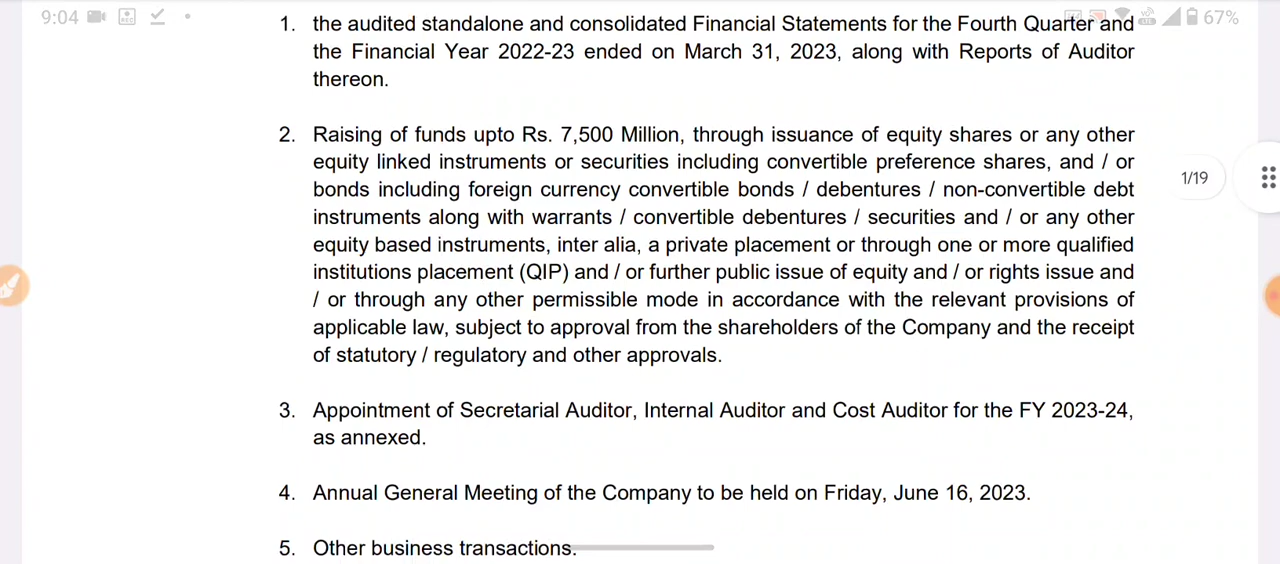 9:04
67%
1. the audited standalone and consolidated Financial Statements for the Fourth Quarter and
the Financial Year 2022-23 ended on March 31, 2023, along with Reports of Auditor
thereon.
2. Raising of funds upto Rs. 7,500 Million, through issuance of equity shares or any other
equity linked instruments or securities including convertible preference shares, and / or
bonds including foreign currency convertible bonds / debentures / non-convertible debt
1/19
instruments along with warrants / convertible debentures / securities and / or any other
equity based instruments, inter alia, a private placement or through one or more qualified
institutions placement (QIP) and / or further public issue of equity and / or rights issue and
/ or through any other permissible mode in accordance with the relevant provisions of
applicable law, subject to approval from the shareholders of the Company and the receipt
of statutory / regulatory and other approvals.
3. Appointment of Secretarial Auditor, Internal Auditor and Cost Auditor for the FY 2023-24,
as annexed.
4. Annual General Meeting of the Company to be held on Friday, June 16, 2023.
5. Other business transactions.